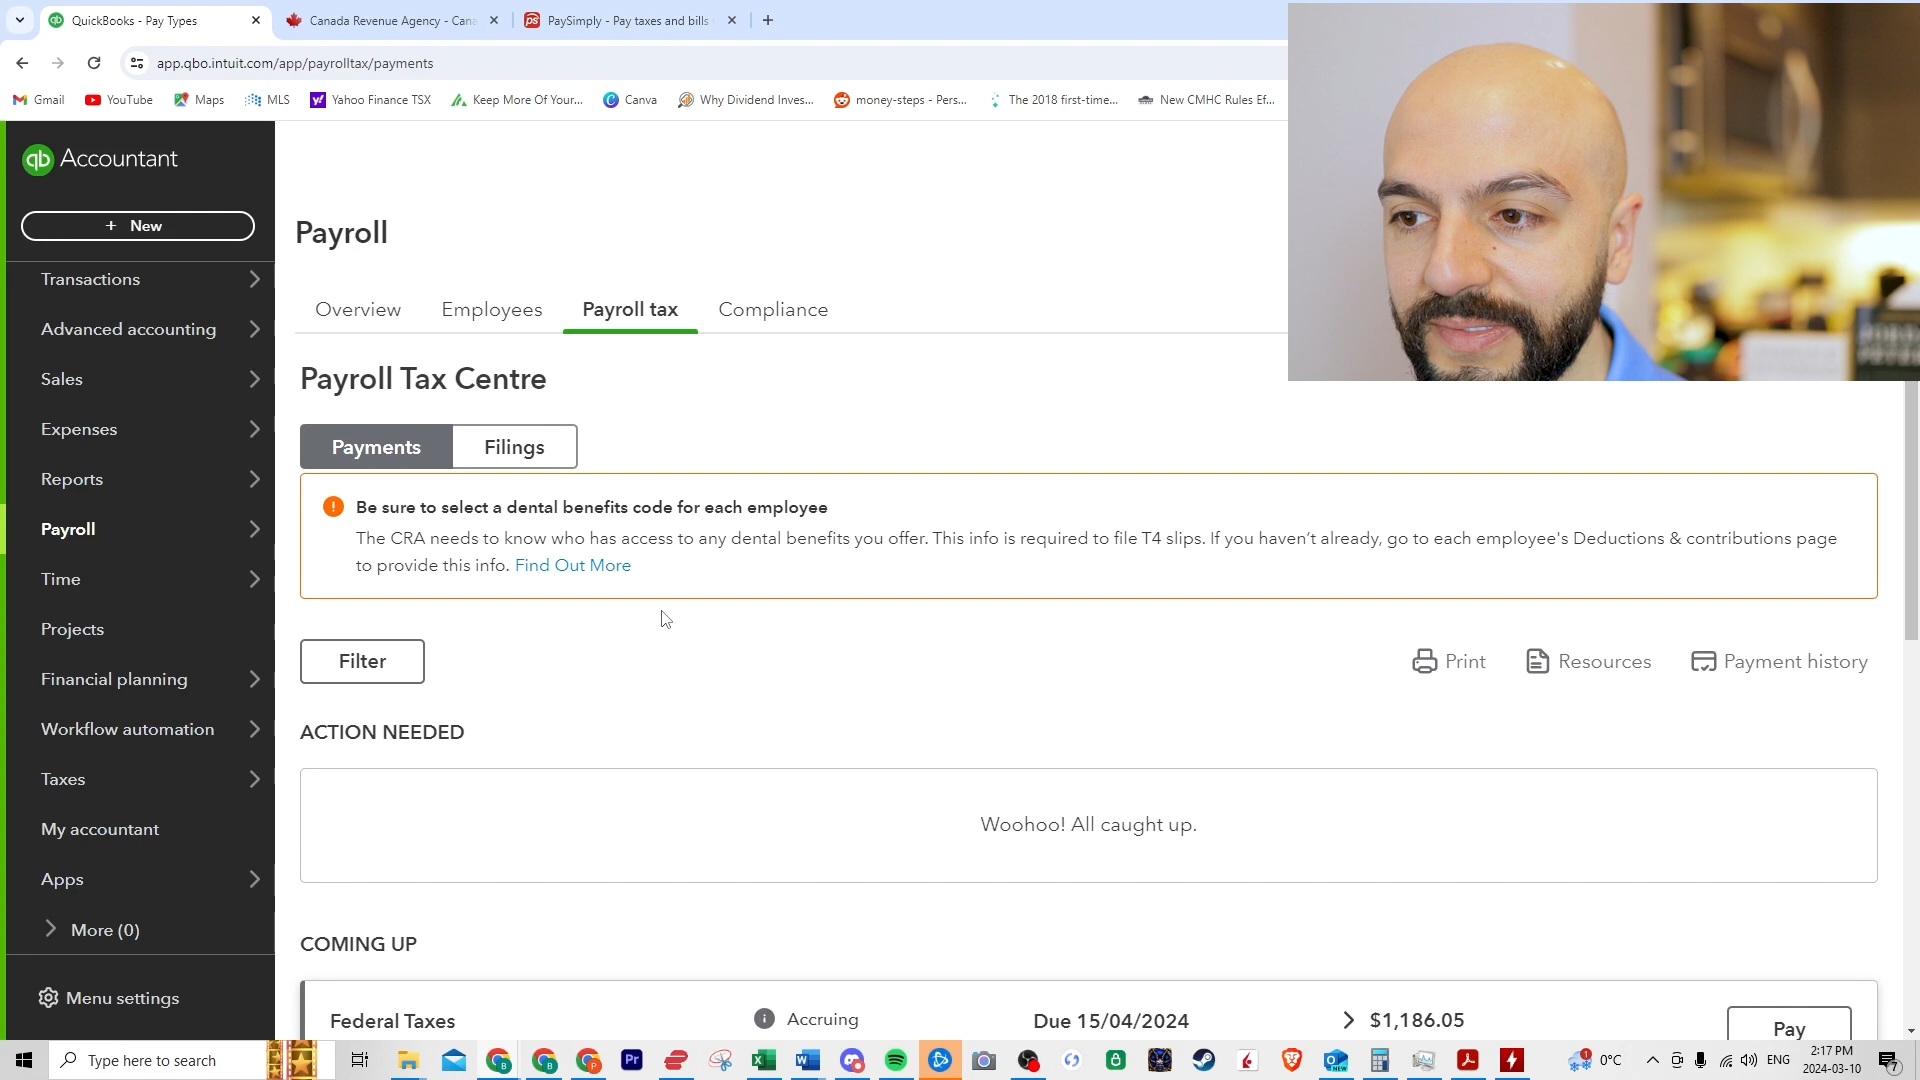 QuickBooks - Pay Types
Canada Revenue Agency - Cana
ps PaySimply - Pay taxes and bills
app.qbo.intuit.com/app/payrolltax/payments
Gmail
YouTube
Maps
MLS
Yahoo Finance TSX
Keep More Of Your...
Canva
Why Dividend Inves...
money-steps - Pers...
The 2018 first-time...
New CMHC Rules Ef...
qb Accountant
+ New
Transactions
Advanced accounting
Sales
Expenses
Reports
Payroll
Time
Projects
Financial planning
Workflow automation
Taxes
My accountant
Apps
More (0)
Menu settings
Payroll
Overview
Employees
Payroll tax
Compliance
Payroll Tax Centre
Payments
Filings
Be sure to select a dental benefits code for each employee
The CRA needs to know who has access to any dental benefits you offer. This info is required to file T4 slips. If you haven't already, go to each employee's Deductions & contributions page
to provide this info. Find Out More
Filter
Print
Resources
Payment history
ACTION NEEDED
Woohoo! All caught up.
COMING UP
Federal Taxes
Accruing
Due 15/04/2024
$1,186.05
Pay
Type here to search
0°C
ENG
2:17 PM
2024-03-10